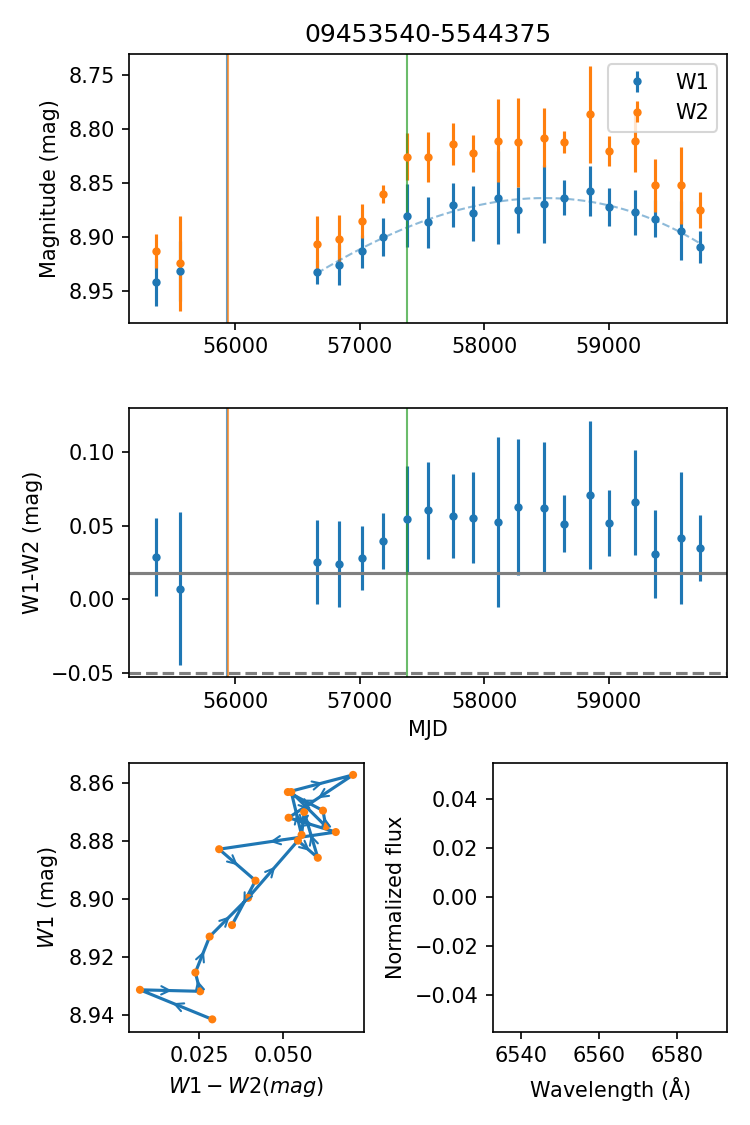 09453540-5544375
Magnitude (mag)
8.75
8.80
8.85
8.90
8.95
W1
W2
56000 57000 58000 59000
W1-W2 (mag)
0.10
0.05
0.00
−0.05
56000 57000 58000 59000
MJD
W1 (mag)
8.86
8.88
8.90
8.92
8.94
0.025 0.050
W1 − W2(mag)
Normalized flux
0.04
0.02
0.00
−0.02
−0.04
6540 6560 6580
Wavelength (Å)